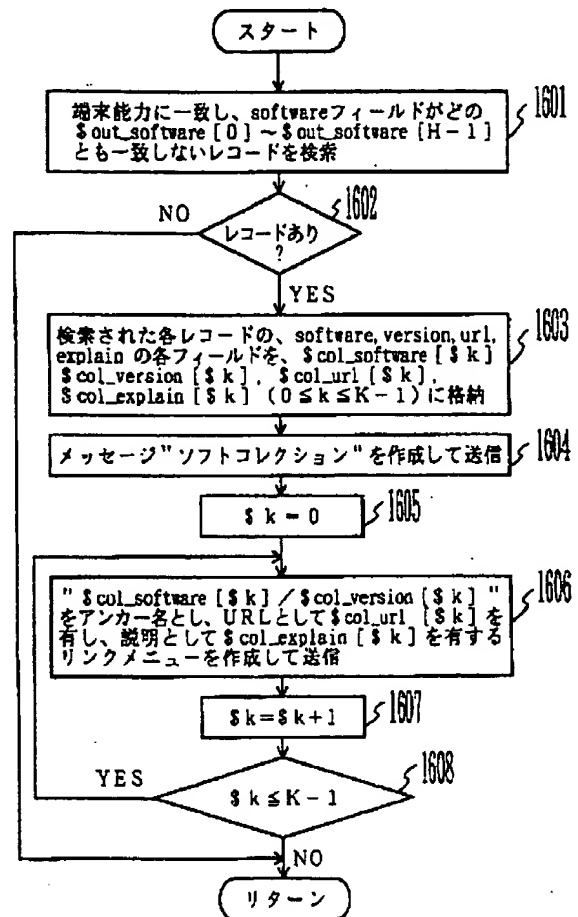 スタート
端末能力に一致し、softwareフィールドがどの
$out_software[0]~$out_software[H-1]
とも一致しないレコードを検索
1601
NO
レコードあり
?
1602
YES
検索された各レコードの、software,version,url,
explain の各フィールドを、$col_software[$k]
$col_version[$k], $col_url[$k],
$col_explain[$k] (0≦k≦K-1)に格納
1603
メッセージ"ソフトコレクション"を作成して送信
1604
$k=0
1605
"$col_software[$k]/$col_version[$k]"
をアンカー名とし、URLとして$col_url[$k]を
有し、説明として$col_explain[$k]を有する
リンクメニューを作成して送信
1606
$k=$k+1
1607
YES
$k≦K-1
1608
NO
リターン